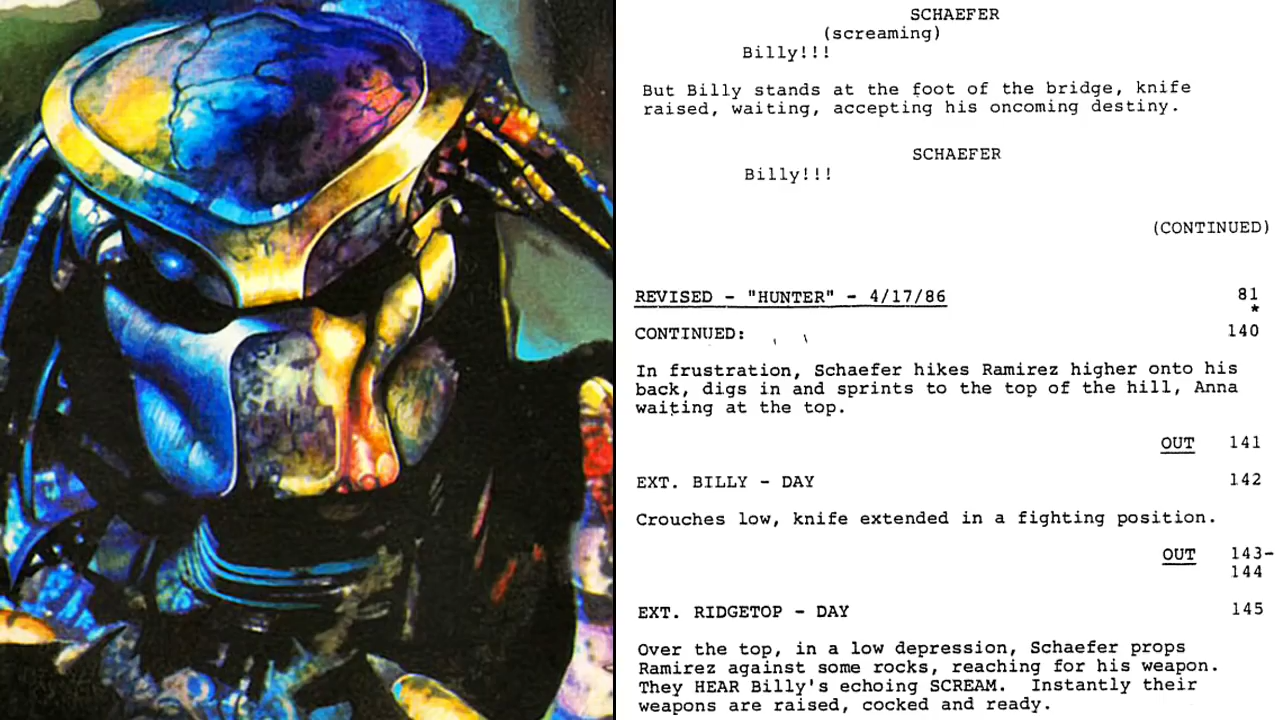 SCHAEFER
(screaming)
Billy!!!
But Billy stands at the foot of the bridge, knife
raised, waiting, accepting his oncoming destiny.
SCHAEFER
Billy!!!
(CONTINUED)
REVISED - "HUNTER" - 4/17/86 81
*
CONTINUED: 140
In frustration, Schaefer hikes Ramirez higher onto his
back, digs in and sprints to the top of the hill, Anna
waiting at the top.
OUT 141
EXT. BILLY - DAY 142
Crouches low, knife extended in a fighting position.
OUT 143-
144
EXT. RIDGETOP - DAY 145
Over the top, in a low depression, Schaefer props
Ramirez against some rocks, reaching for his weapon.
They HEAR Billy's echoing SCREAM. Instantly their
weapons are raised, cocked and ready.